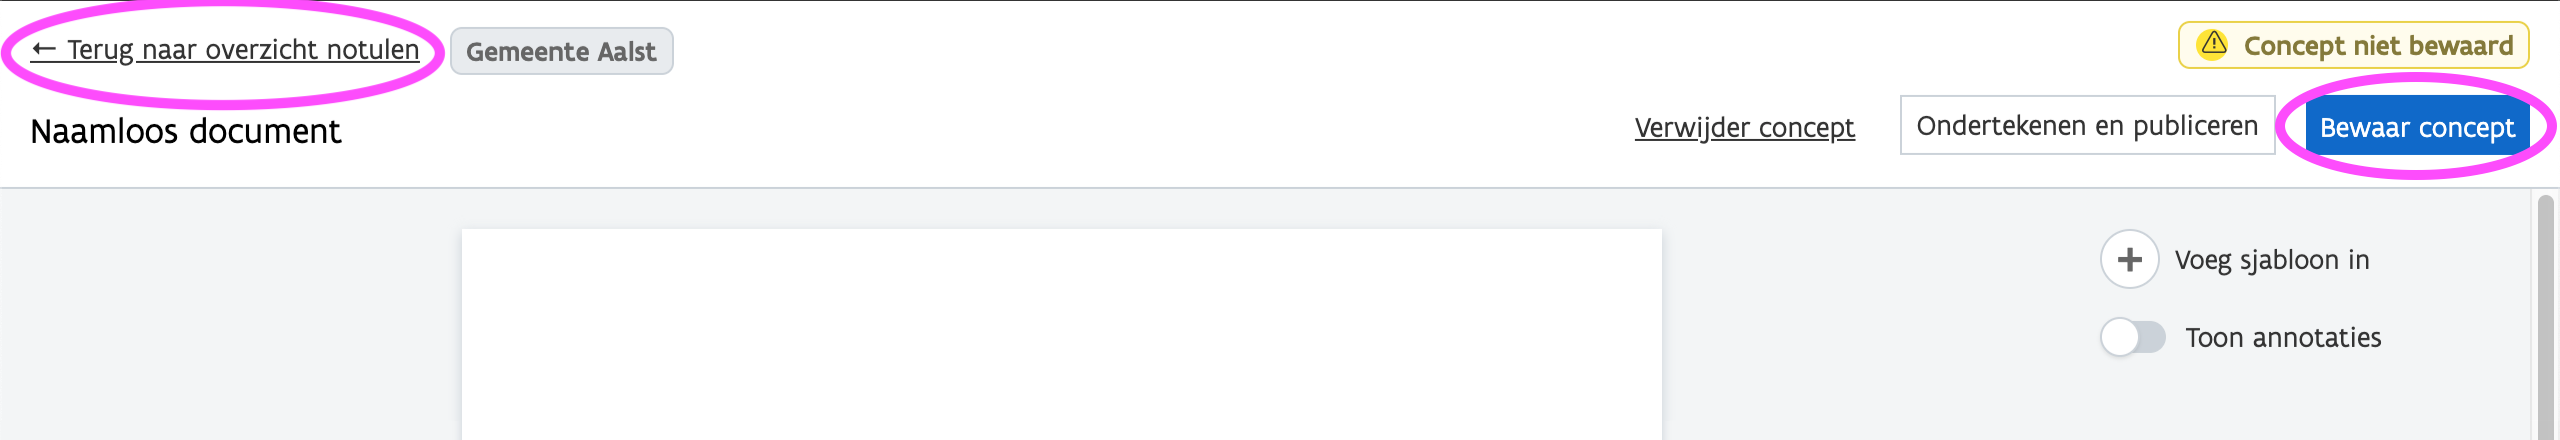 ← Terug naar overzicht notulen
Gemeente Aalst
Concept niet bewaard
Naamloos document
Verwijder concept
Ondertekenen en publiceren
Bewaar concept
Voeg sjabloon in
Toon annotaties